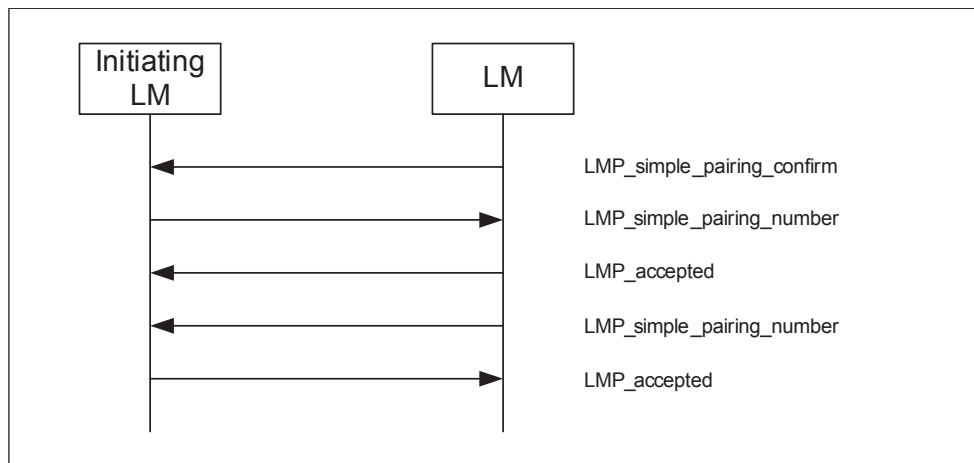 Initiating
LM
LM
LMP_simple_pairing_confirm
LMP_simple_pairing_number
LMP_accepted
LMP_simple_pairing_number
LMP_accepted